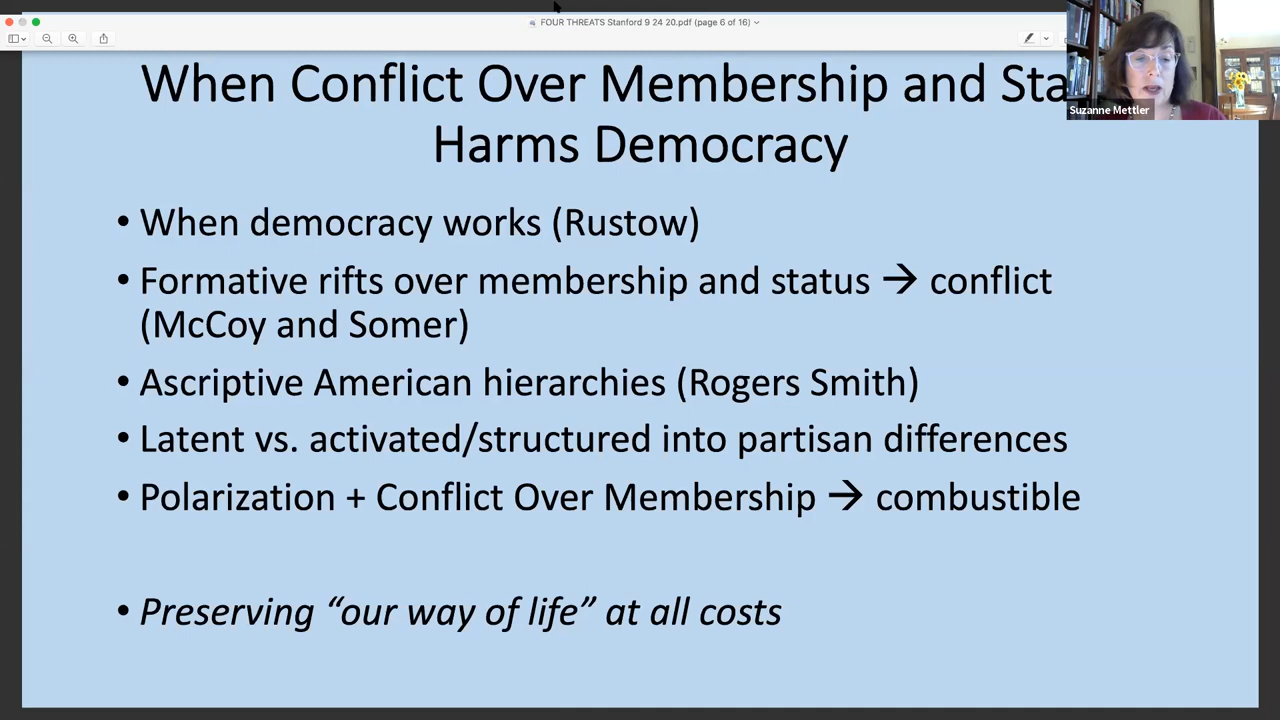 FOUR THREATS Stanford 9 24 20.pdf (page 6 of 16)
When Conflict Over Membership and Sta
Harms Democracy
• When democracy works (Rustow)
• Formative rifts over membership and status → conflict
(McCoy and Somer)
• Ascriptive American hierarchies (Rogers Smith)
• Latent vs. activated/structured into partisan differences
• Polarization + Conflict Over Membership → combustible
• Preserving “our way of life” at all costs
Suzanne Mettler